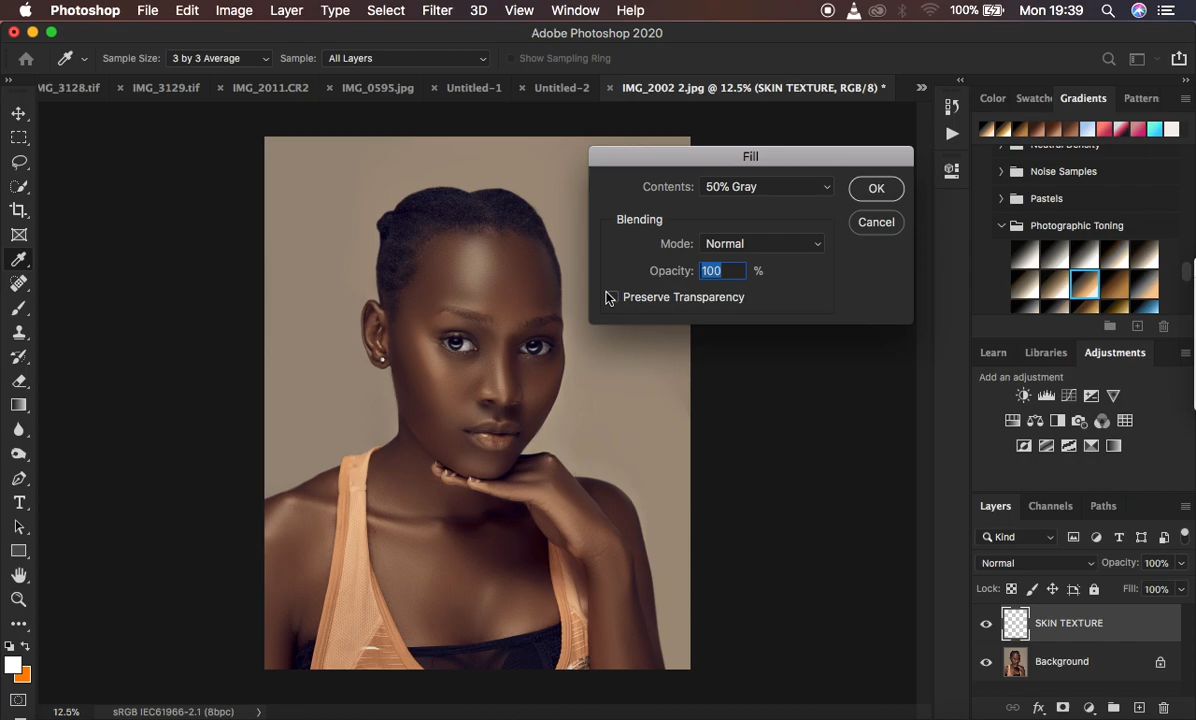 Photoshop File Edit Image Layer Type Select Filter 3D View Window Help 100% Mon 19:39
Adobe Photoshop 2020
Sample Size: 3 by 3 Average Sample: All Layers Show Sampling Ring
MG_3128.tif × IMG_3129.tif × IMG_2011.CR2 × IMG_0595.jpg × Untitled-1 × Untitled-2 × IMG_2002 2.jpg @ 12.5% (SKIN TEXTURE, RGB/8) *
Color Swatche Gradients Pattern
Neutral Density
Noise Samples
Pastels
Photographic Toning
Fill
Contents: 50% Gray OK
Blending Cancel
Mode: Normal
Opacity: 100 %
Preserve Transparency
Learn Libraries Adjustments
Add an adjustment
Layers Channels Paths
Kind
Normal Opacity: 100%
Lock: Fill: 100%
SKIN TEXTURE
Background
12.5% sRGB IEC61966-2.1 (8bpc)